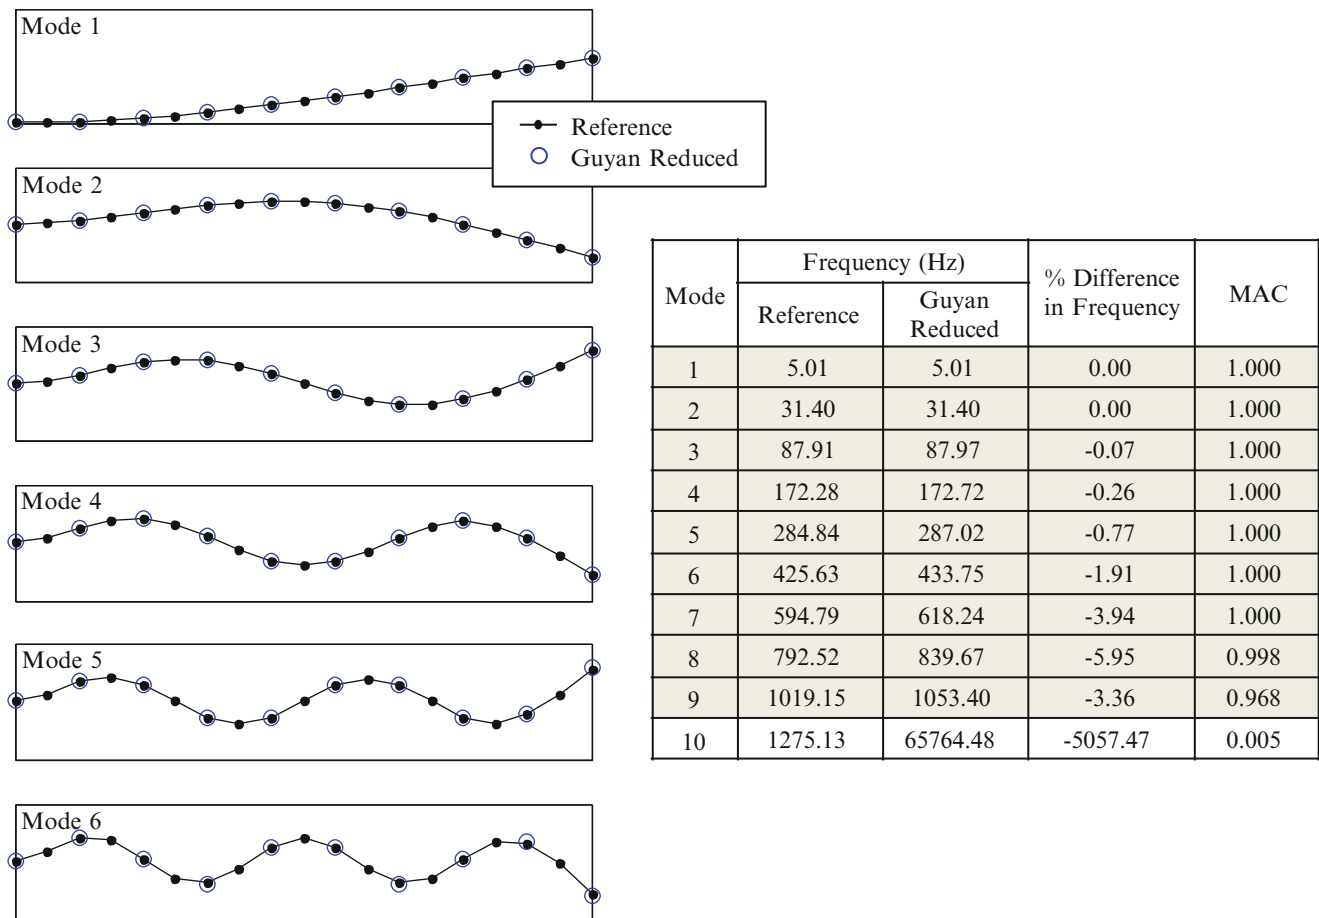 Mode 1
Reference
Guyan Reduced
Mode 2
Mode 3
Mode 4
Mode 5
Mode 6
Mode Frequency (Hz) % Difference in Frequency MAC
Reference Guyan Reduced
1 5.01 5.01 0.00 1.000
2 31.40 31.40 0.00 1.000
3 87.91 87.97 -0.07 1.000
4 172.28 172.72 -0.26 1.000
5 284.84 287.02 -0.77 1.000
6 425.63 433.75 -1.91 1.000
7 594.79 618.24 -3.94 1.000
8 792.52 839.67 -5.95 0.998
9 1019.15 1053.40 -3.36 0.968
10 1275.13 65764.48 -5057.47 0.005